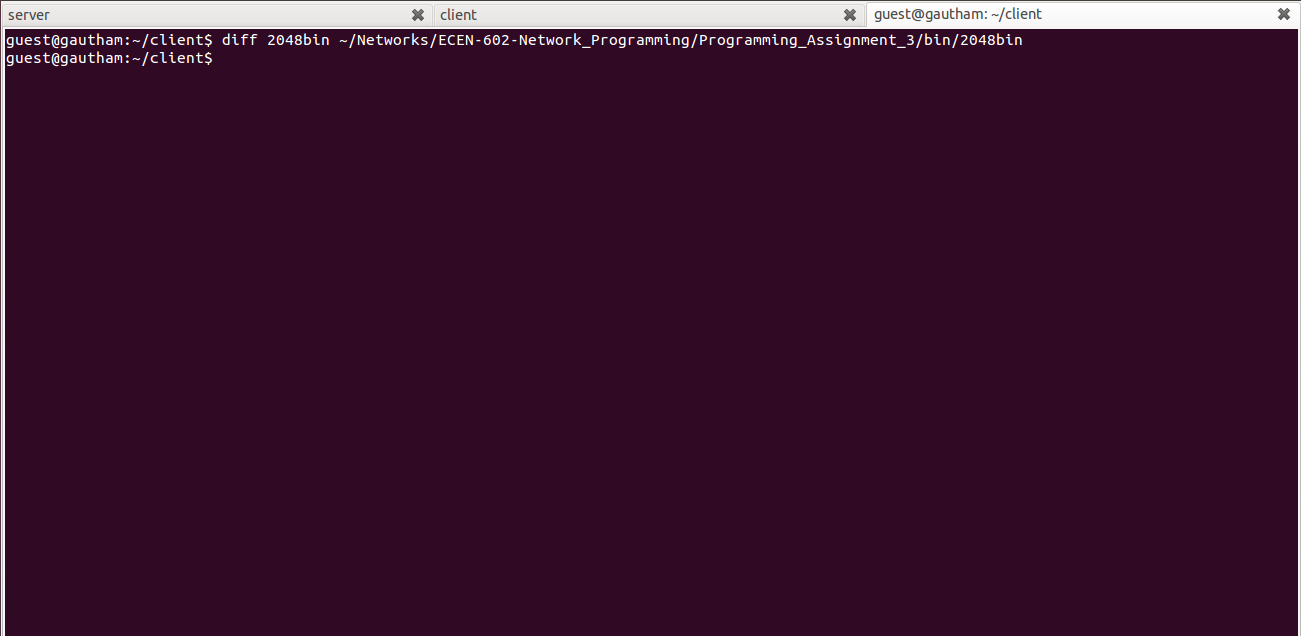 server
client
guest@gautham: ~/client
guest@gautham:~/client$ diff 2048bin ~/Networks/ECEN-602-Network_Programming/Programming_Assignment_3/bin/2048bin
guest@gautham:~/client$